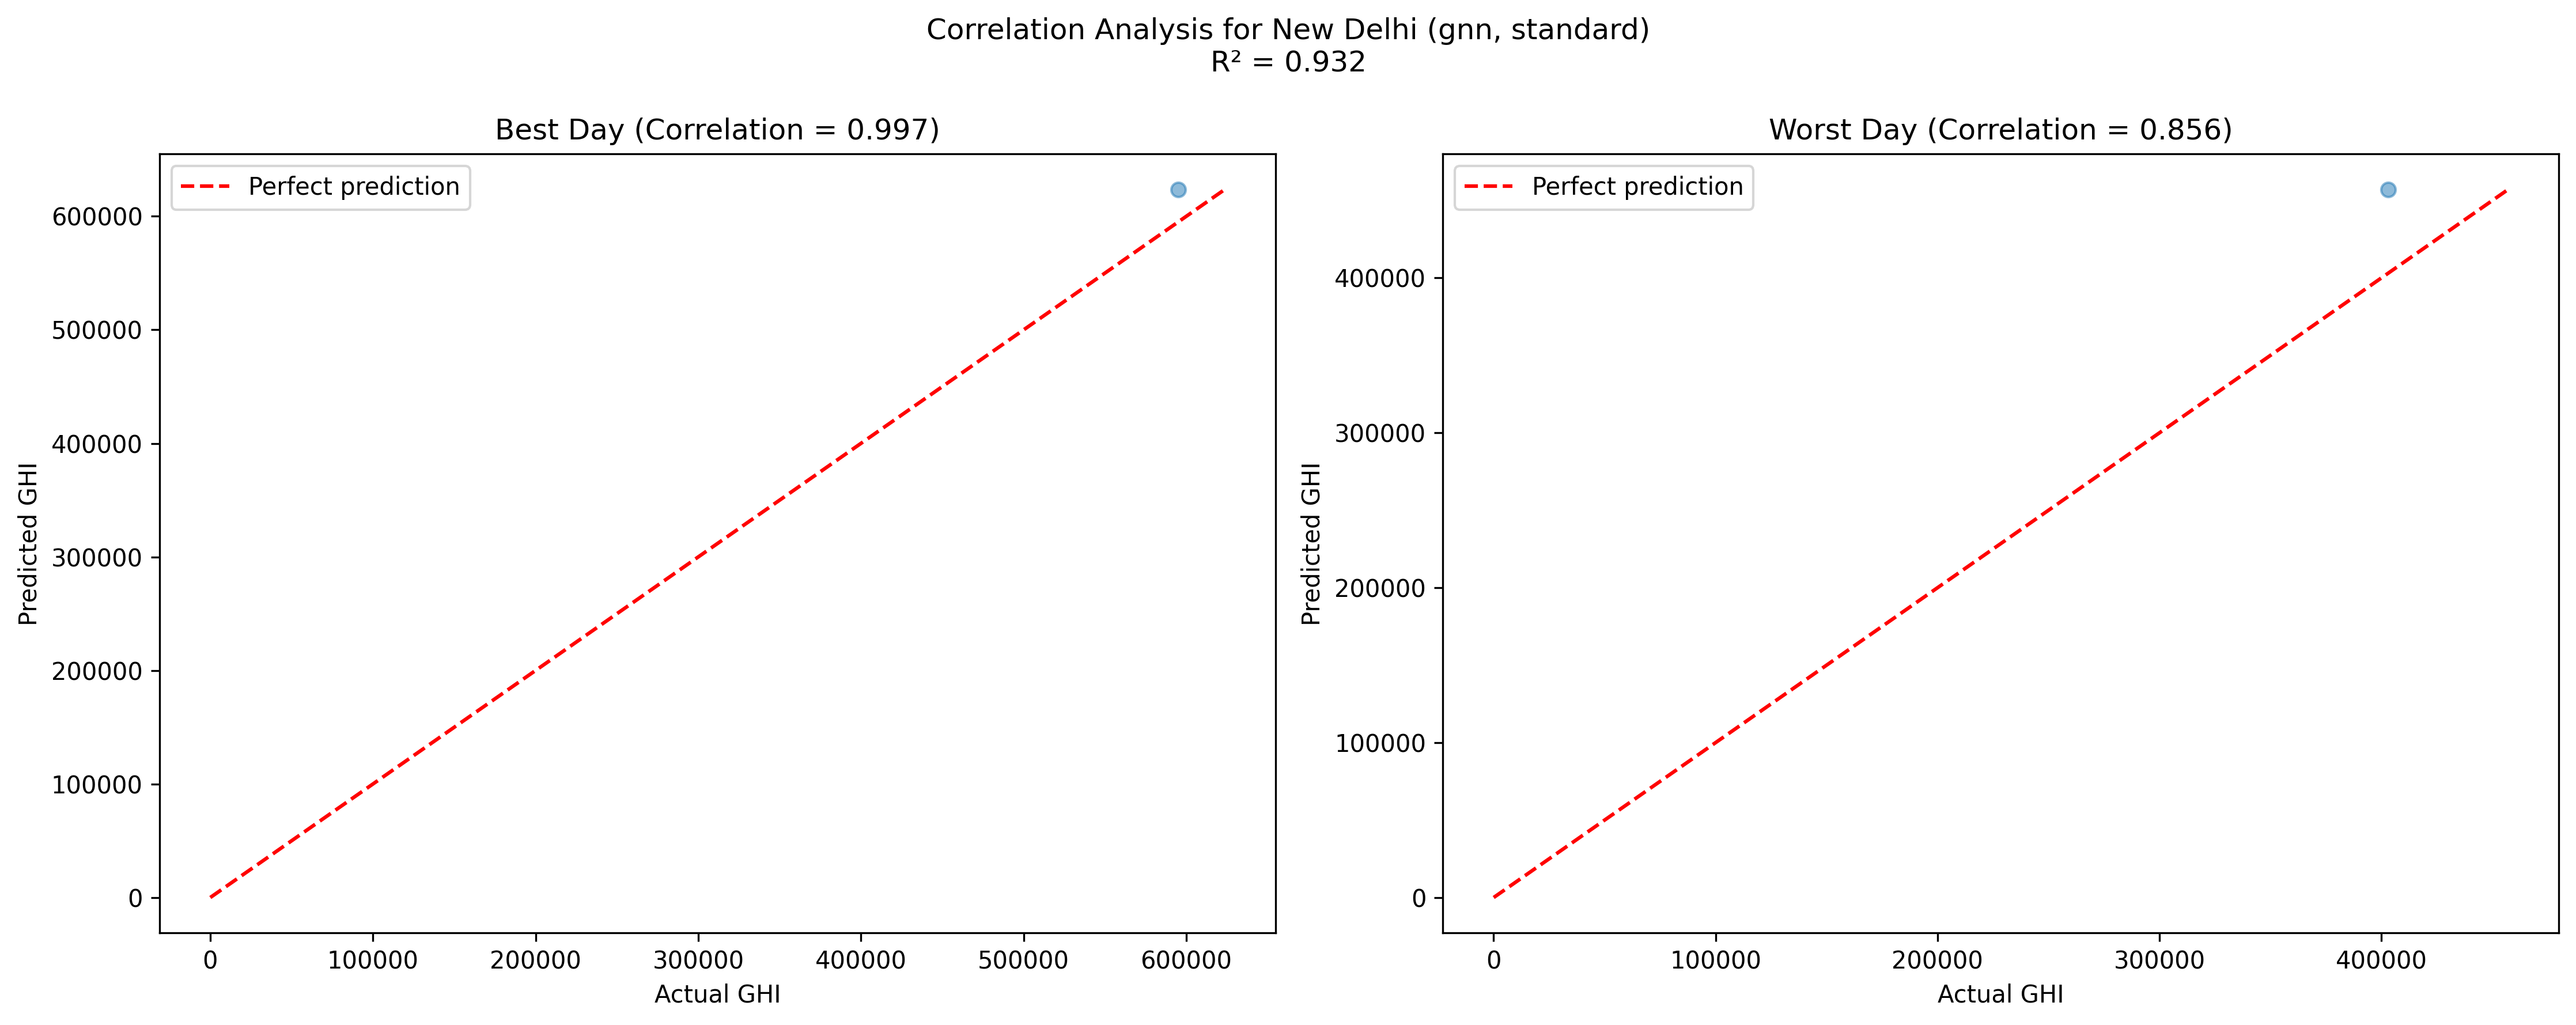 Correlation Analysis for New Delhi (gnn, standard)
R² = 0.932
Best Day (Correlation = 0.997)
Perfect prediction
Predicted GHI
600000
500000
400000
300000
200000
100000
0
0 100000 200000 300000 400000 500000 600000
Actual GHI
Worst Day (Correlation = 0.856)
Perfect prediction
Predicted GHI
400000
300000
200000
100000
0
0 100000 200000 300000 400000
Actual GHI